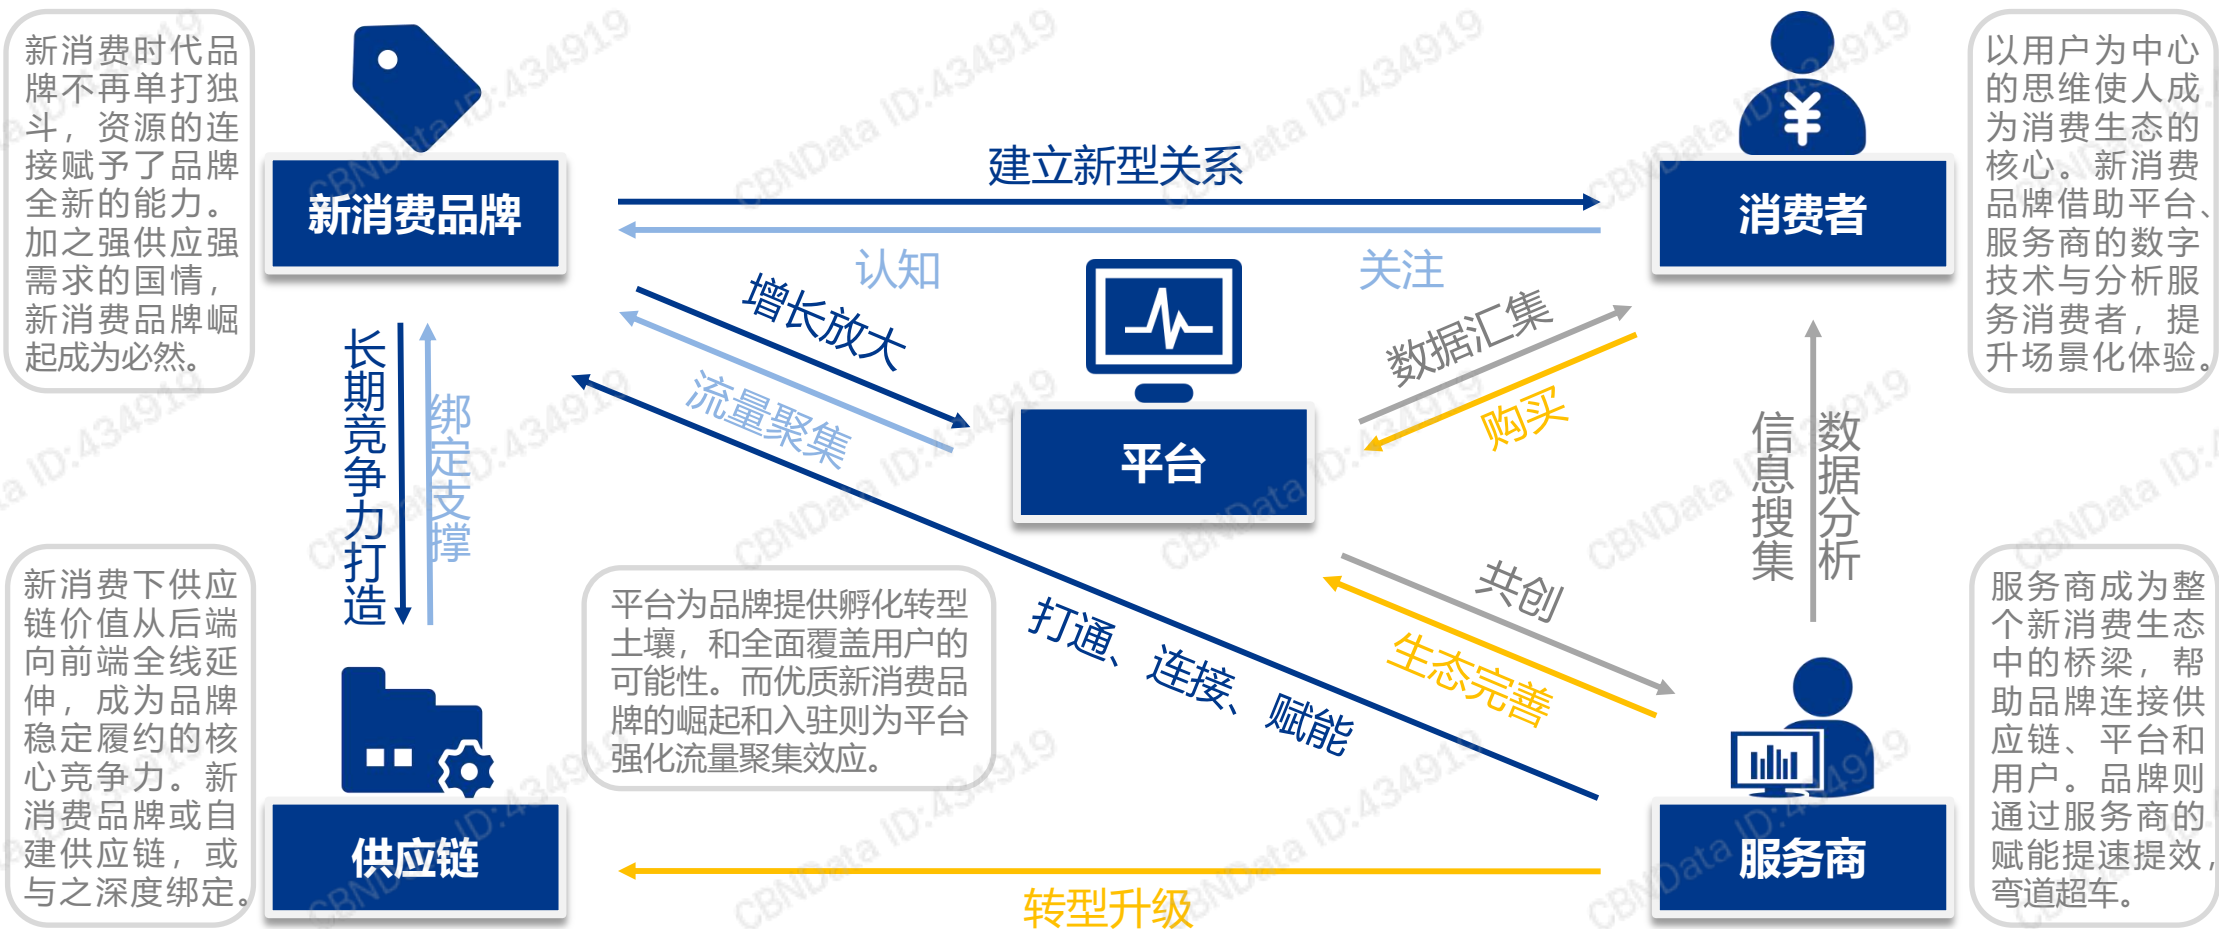 新消费时代品
牌不再单打独
斗，资源的连
接赋予了品牌
全新的能力。
加之强供应强
需求的国情，
新消费品牌崛
起成为必然。
新消费品牌
建立新型关系
认知
关注
消费者
以用户为中心
的思维使人成
为消费生态的
核心。新消费
品牌借助平台、
服务商的数字
技术与分析服
务消费者，提
升场景化体验。
长期竞争力打造
绑定支撑
增长放大
流量聚集
平台
数据汇集
购买
信息搜集
数据分析
新消费下供应
链价值从后端
向前端全线延
伸，成为品牌
稳定履约的核
心竞争力。新
消费品牌或自
建供应链，或
与之深度绑定。
供应链
平台为品牌提供孵化转型
土壤，和全面覆盖用户的
可能性。而优质新消费品
牌的崛起和入驻则为平台
强化流量聚集效应。
打通、连接、赋能
共创
生态完善
转型升级
服务商
服务商成为整
个新消费生态
中的桥梁，帮
助品牌连接供
应链、平台和
用户。品牌则
通过服务商的
赋能提速提效，
弯道超车。
CBNData ID:434919